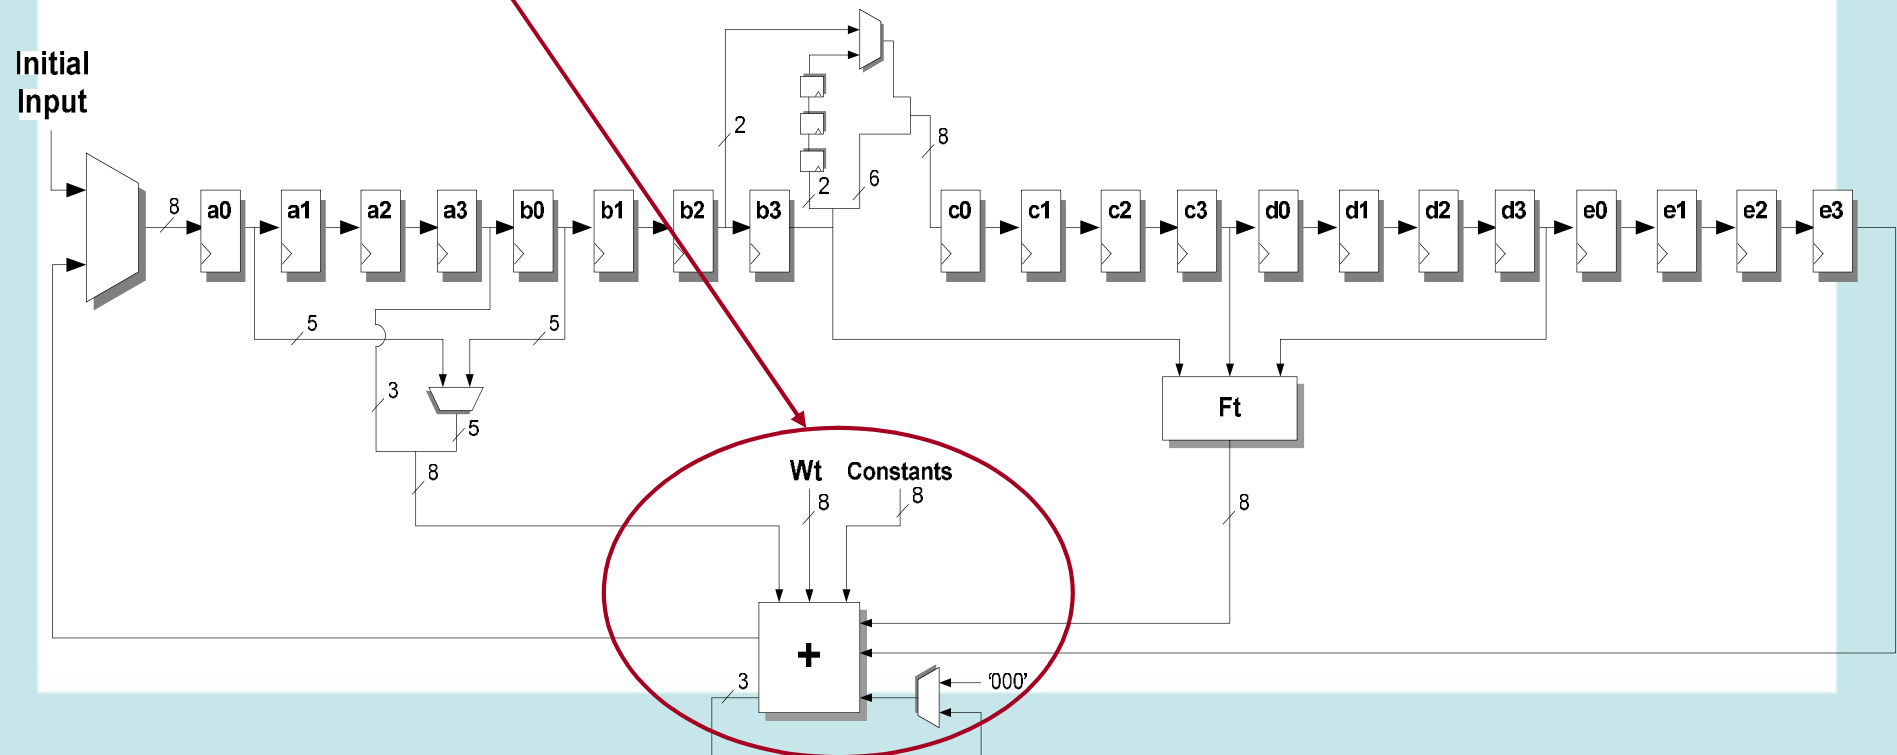 Initial
Input
2
8
2
6
8
a0
a1
a2
a3
b0
b1
b2
b3
c0
c1
c2
c3
d0
d1
d2
d3
e0
e1
e2
e3
5
5
3
5
Ft
8
Wt
Constants
8
8
8
+
3
'000'